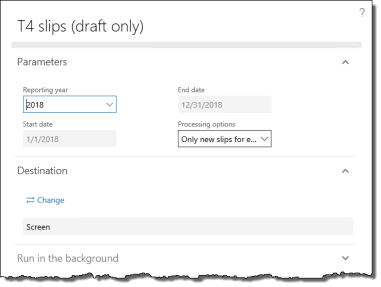 ?
T4 slips (draft only)
Parameters
Reporting year
End date
2018
12/31/2018
Start date
Processing options
1/1/2018
Only new slips for e...
Destination
Change
Screen
Run in the background